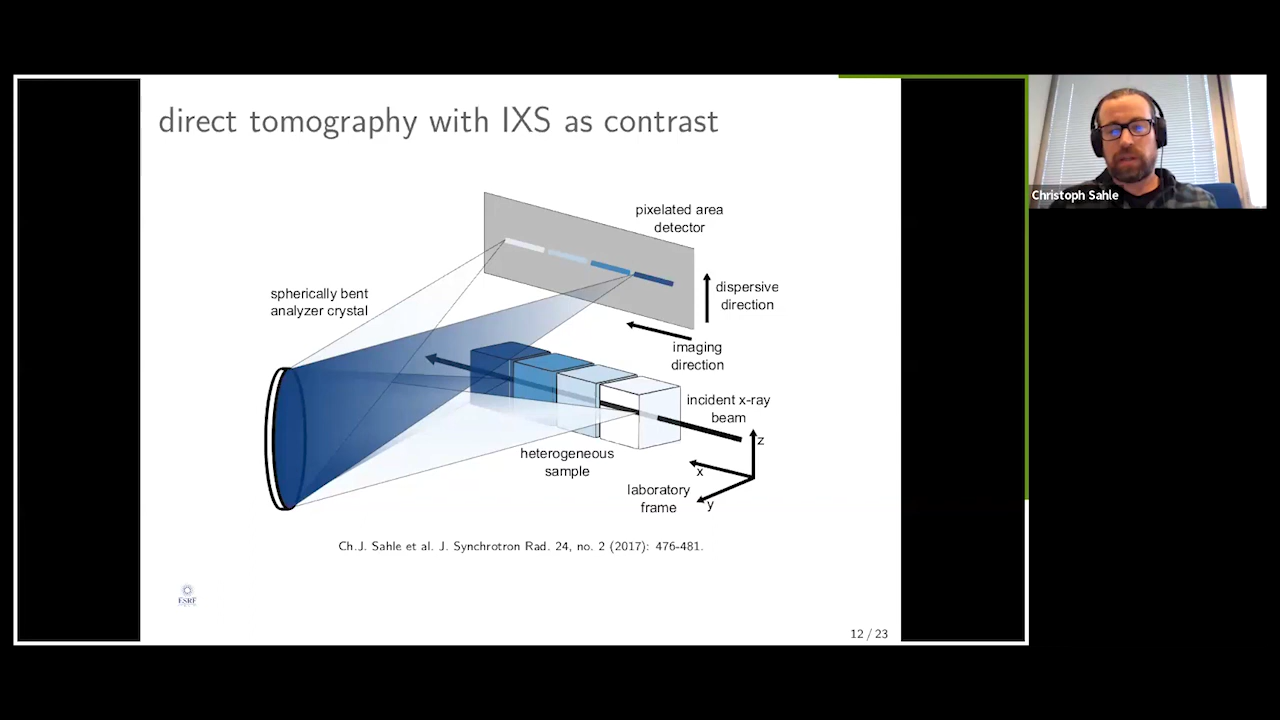 direct tomography with IXS as contrast
pixelated area
detector
spherically bent
analyzer crystal
dispersive
direction
imaging
direction
incident x-ray
beam
z
heterogeneous
sample
x
laboratory
frame
y
Ch.J. Sahle et al. J. Synchrotron Rad. 24, no. 2 (2017): 476-481.
ESRF
12 / 23
Christoph Sahle